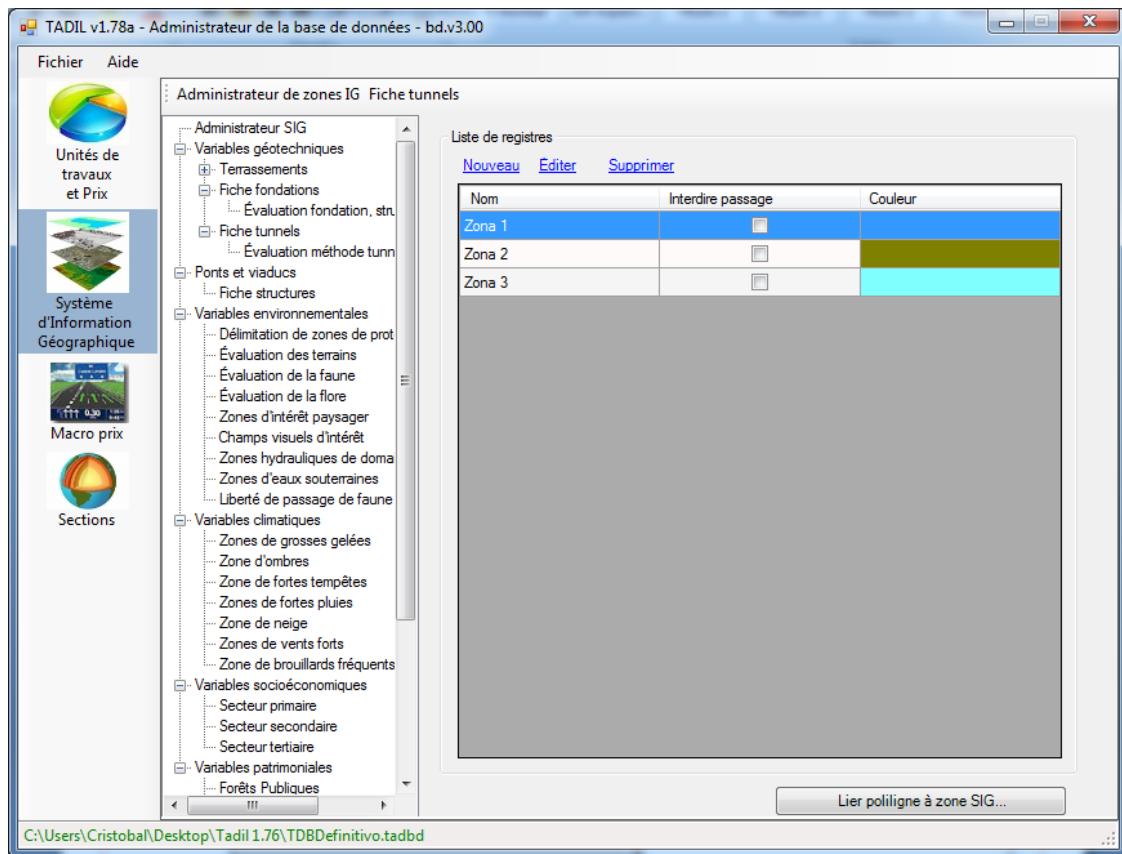 TADIL v1.78a - Administrateur de la base de données - bd.v3.00
Fichier Aide
Administrateur de zones IG Fiche tunnels
Unités de
travaux
et Prix
Système
d'Information
Géographique
Macro prix
Sections
Administrateur SIG
Variables géotechniques
Terrassements
Fiche fondations
Évaluation fondation, stru
Fiche tunnels
Évaluation méthode tunn
Ponts et viaducs
Fiche structures
Variables environnementales
Délimitation de zones de prot
Évaluation des terrains
Évaluation de la faune
Évaluation de la flore
Zones d'intérêt paysager
Champs visuels d'intérêt
Zones hydrauliques de doma
Zones d'eaux souterraines
Liberté de passage de faune
Variables climatiques
Zones de grosses gelées
Zone d'ombres
Zone de fortes tempêtes
Zones de fortes pluies
Zone de neige
Zones de vents forts
Zone de brouillards fréquents
Variables socioéconomiques
Secteur primaire
Secteur secondaire
Secteur tertiaire
Variables patrimoniales
Forêts Publiques
Liste de registres
Nouveau Éditer Supprimer
Nom Interdire passage Couleur
Zona 1
Zona 2
Zona 3
Lier poliligne à zone SIG...
C:\Users\Cristobal\Desktop\Tadil 1.76\TDBDefinitivo.tadbd